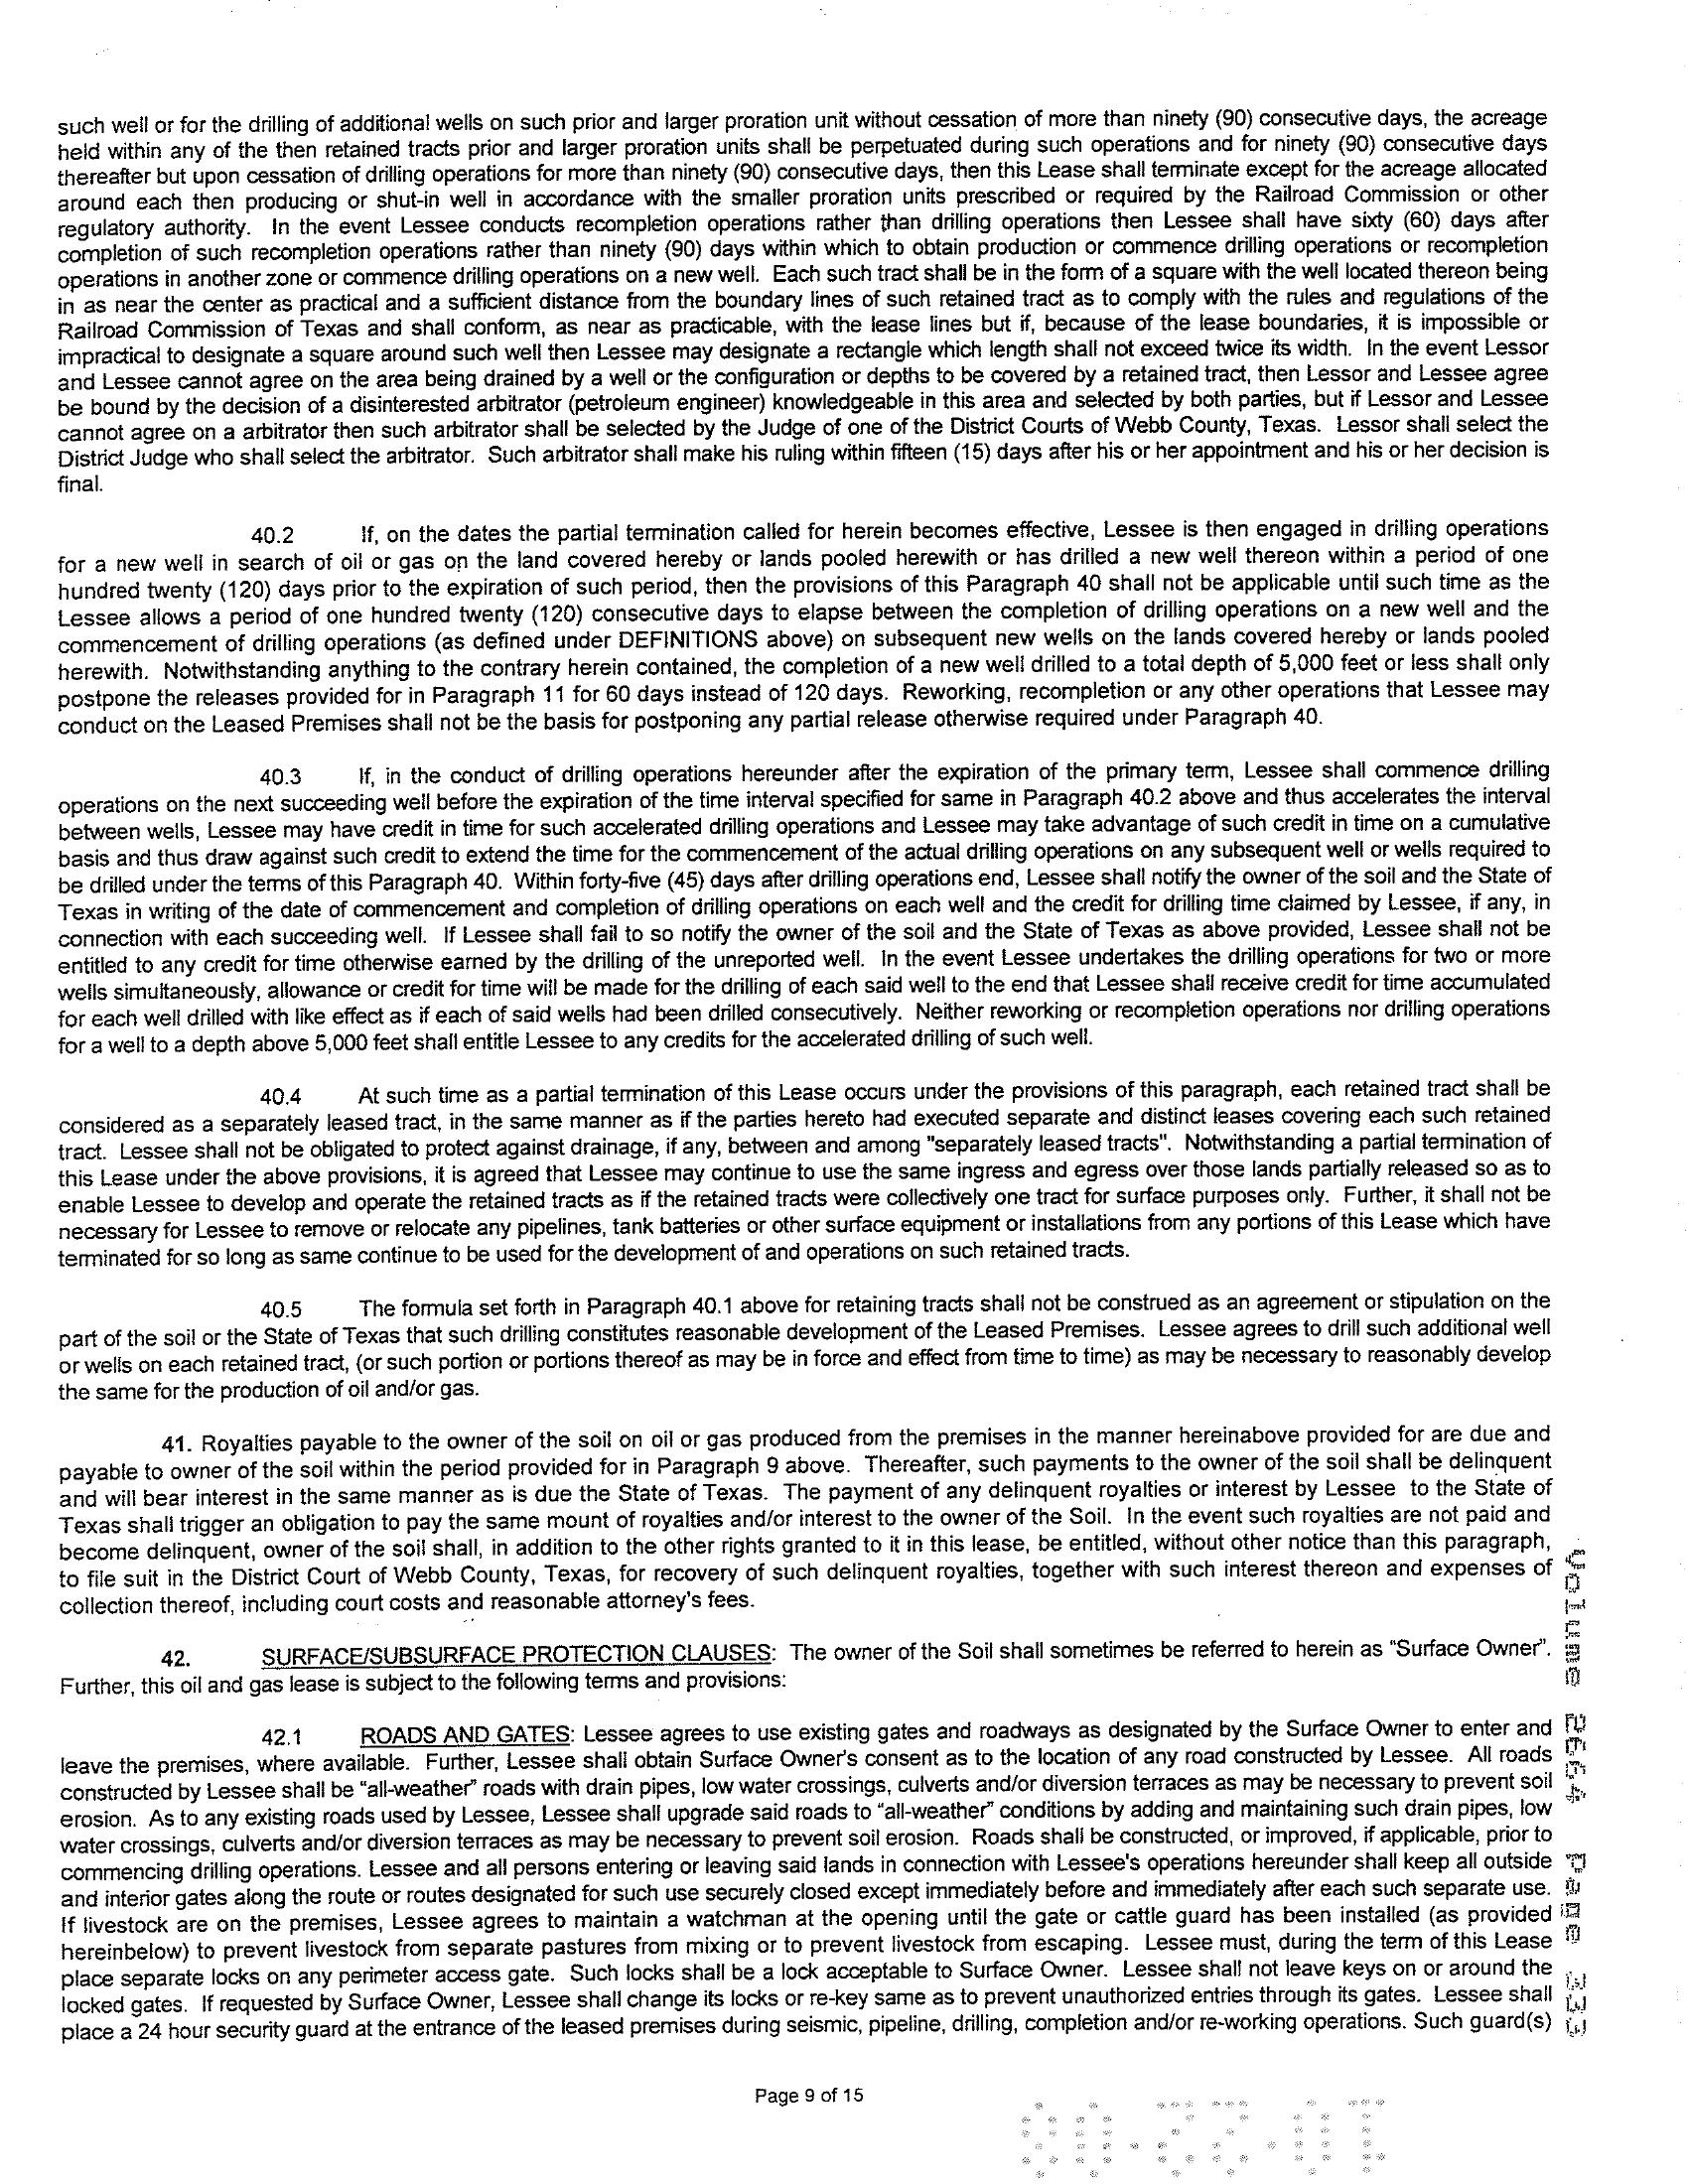 such well or for the drilling of additional wells on such prior and larger proration unit without cessation of more than ninety (90) consecutive days, the acreage
held within any of the then retained tracts prior and larger proration units shall be perpetuated during such operations and for ninety (90) consecutive days
thereafter but upon cessation of drilling operations for more than ninety (90) consecutive days, then this Lease shall terminate except for the acreage allocated
around each then producing or shut-in well in accordance with the smaller proration units prescribed or required by the Railroad Commission or other
regulatory authority. In the event Lessee conducts recompletion operations rather than drilling operations then Lessee shall have sixty (60) days after
completion of such recompletion operations rather than ninety (90) days within which to obtain production or commence drilling operations or recompletion
operations in another zone or commence drilling operations on a new well. Each such tract shall be in the form of a square with the well located thereon being
in as near the center as practical and a sufficient distance from the boundary lines of such retained tract as to comply with the rules and regulations of the
Railroad Commission of Texas and shall conform, as near as practicable, with the lease lines but if, because of the lease boundaries, it is impossible or
impractical to designate a square around such well then Lessee may designate a rectangle which length shall not exceed twice its width. In the event Lessor
and Lessee cannot agree on the area being drained by a well or the configuration or depths to be covered by a retained tract, then Lessor and Lessee agree
be bound by the decision of a disinterested arbitrator (petroleum engineer) knowledgeable in this area and selected by both parties, but if Lessor and Lessee
cannot agree on a arbitrator then such arbitrator shall be selected by the Judge of one of the District Courts of Webb County, Texas. Lessor shall select the
District Judge who shall select the arbitrator. Such arbitrator shall make his ruling within fifteen (15) days after his or her appointment and his or her decision is
final.
40.2 If, on the dates the partial termination called for herein becomes effective, Lessee is then engaged in drilling operations
for a new well in search of oil or gas on the land covered hereby or lands pooled herewith or has drilled a new well thereon within a period of one
hundred twenty (120) days prior to the expiration of such period, then the provisions of this Paragraph 40 shall not be applicable until such time as the
Lessee allows a period of one hundred twenty (120) consecutive days to elapse between the completion of drilling operations on a new well and the
commencement of drilling operations (as defined under DEFINITIONS above) on subsequent new wells on the lands covered hereby or lands pooled
herewith. Notwithstanding anything to the contrary herein contained, the completion of a new well drilled to a total depth of 5,000 feet or less shall only
postpone the releases provided for in Paragraph 11 for 60 days instead of 120 days. Reworking, recompletion or any other operations that Lessee may
conduct on the Leased Premises shall not be the basis for postponing any partial release otherwise required under Paragraph 40.
40.3 If, in the conduct of drilling operations hereunder after the expiration of the primary term, Lessee shall commence drilling
operations on the next succeeding well before the expiration of the time interval specified for same in Paragraph 40.2 above and thus accelerates the interval
between wells, Lessee may have credit in time for such accelerated drilling operations and Lessee may take advantage of such credit in time on a cumulative
basis and thus draw against such credit to extend the time for the commencement of the actual drilling operations on any subsequent well or wells required to
be drilled under the terms of this Paragraph 40. Within forty-five (45) days after drilling operations end, Lessee shall notify the owner of the soil and the State of
Texas in writing of the date of commencement and completion of drilling operations on each well and the credit for drilling time claimed by Lessee, if any, in
connection with each succeeding well. If Lessee shall fail to so notify the owner of the soil and the State of Texas as above provided, Lessee shall not be
entitled to any credit for time otherwise earned by the drilling of the unreported well. In the event Lessee undertakes the drilling operations for two or more
wells simultaneously, allowance or credit for time will be made for the drilling of each said well to the end that Lessee shall receive credit for time accumulated
for each well drilled with like effect as if each of said wells had been drilled consecutively. Neither reworking or recompletion operations nor drilling operations
for a well to a depth above 5,000 feet shall entitle Lessee to any credits for the accelerated drilling of such well.
40.4 At such time as a partial termination of this Lease occurs under the provisions of this paragraph, each retained tract shall be
considered as a separately leased tract, in the same manner as if the parties hereto had executed separate and distinct leases covering each such retained
tract. Lessee shall not be obligated to protect against drainage, if any, between and among "separately leased tracts". Notwithstanding a partial termination of
this Lease under the above provisions, it is agreed that Lessee may continue to use the same ingress and egress over those lands partially released so as to
enable Lessee to develop and operate the retained tracts as if the retained tracts were collectively one tract for surface purposes only. Further, it shall not be
necessary for Lessee to remove or relocate any pipelines, tank batteries or other surface equipment or installations from any portions of this Lease which have
terminated for so long as same continue to be used for the development of and operations on such retained tracts.
40.5 The formula set forth in Paragraph 40.1 above for retaining tracts shall not be construed as an agreement or stipulation on the
part of the soil or the State of Texas that such drilling constitutes reasonable development of the Leased Premises. Lessee agrees to drill such additional well
or wells on each retained tract, (or such portion or portions thereof as may be in force and effect from time to time) as may be necessary to reasonably develop
the same for the production of oil and/or gas.
41. Royalties payable to the owner of the soil on oil or gas produced from the premises in the manner hereinabove provided for are due and
payable to owner of the soil within the period provided for in Paragraph 9 above. Thereafter, such payments to the owner of the soil shall be delinquent
and will bear interest in the same manner as is due the State of Texas. The payment of any delinquent royalties or interest by Lessee to the State of
Texas shall trigger an obligation to pay the same mount of royalties and/or interest to the owner of the Soil. In the event such royalties are not paid and
become delinquent, owner of the soil shall, in addition to the other rights granted to it in this lease, be entitled, without other notice than this paragraph,
to file suit in the District Court of Webb County, Texas, for recovery of such delinquent royalties, together with such interest thereon and expenses of
collection thereof, including court costs and reasonable attorney's fees.
42. SURFACE/SUBSURFACE PROTECTION CLAUSES: The owner of the Soil shall sometimes be referred to herein as "Surface Owner".
Further, this oil and gas lease is subject to the following terms and provisions:
42.1 ROADS AND GATES: Lessee agrees to use existing gates and roadways as designated by the Surface Owner to enter and
leave the premises, where available. Further, Lessee shall obtain Surface Owner's consent as to the location of any road constructed by Lessee. All roads
constructed by Lessee shall be "all-weather" roads with drain pipes, low water crossings, culverts and/or diversion terraces as may be necessary to prevent soil
erosion. As to any existing roads used by Lessee, Lessee shall upgrade said roads to "all-weather" conditions by adding and maintaining such drain pipes, low
water crossings, culverts and/or diversion terraces as may be necessary to prevent soil erosion. Roads shall be constructed, or improved, if applicable, prior to
commencing drilling operations. Lessee and all persons entering or leaving said lands in connection with Lessee's operations hereunder shall keep all outside
and interior gates along the route or routes designated for such use securely closed except immediately before and immediately after each such separate use.
If livestock are on the premises, Lessee agrees to maintain a watchman at the opening until the gate or cattle guard has been installed (as provided
hereinbelow) to prevent livestock from separate pastures from mixing or to prevent livestock from escaping. Lessee must, during the term of this Lease
place separate locks on any perimeter access gate. Such locks shall be a lock acceptable to Surface Owner. Lessee shall not leave keys on or around the
locked gates. If requested by Surface Owner, Lessee shall change its locks or re-key same as to prevent unauthorized entries through its gates. Lessee shall
place a 24 hour security guard at the entrance of the leased premises during seismic, pipeline, drilling, completion and/or re-working operations. Such guard(s)
Page 9 of 15